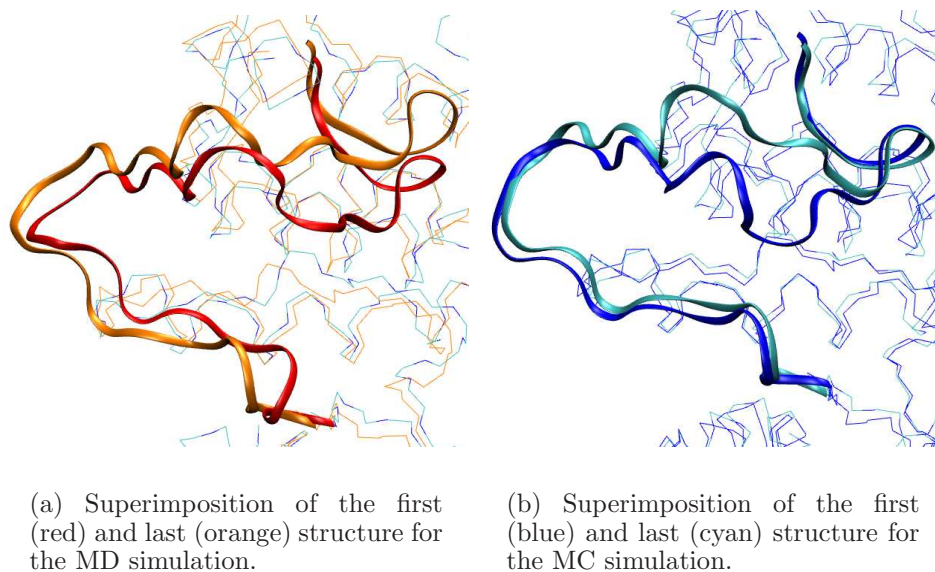 (a) Superimposition of the first
(red) and last (orange) structure for
the MD simulation.
(b) Superimposition of the first
(blue) and last (cyan) structure for
the MC simulation.